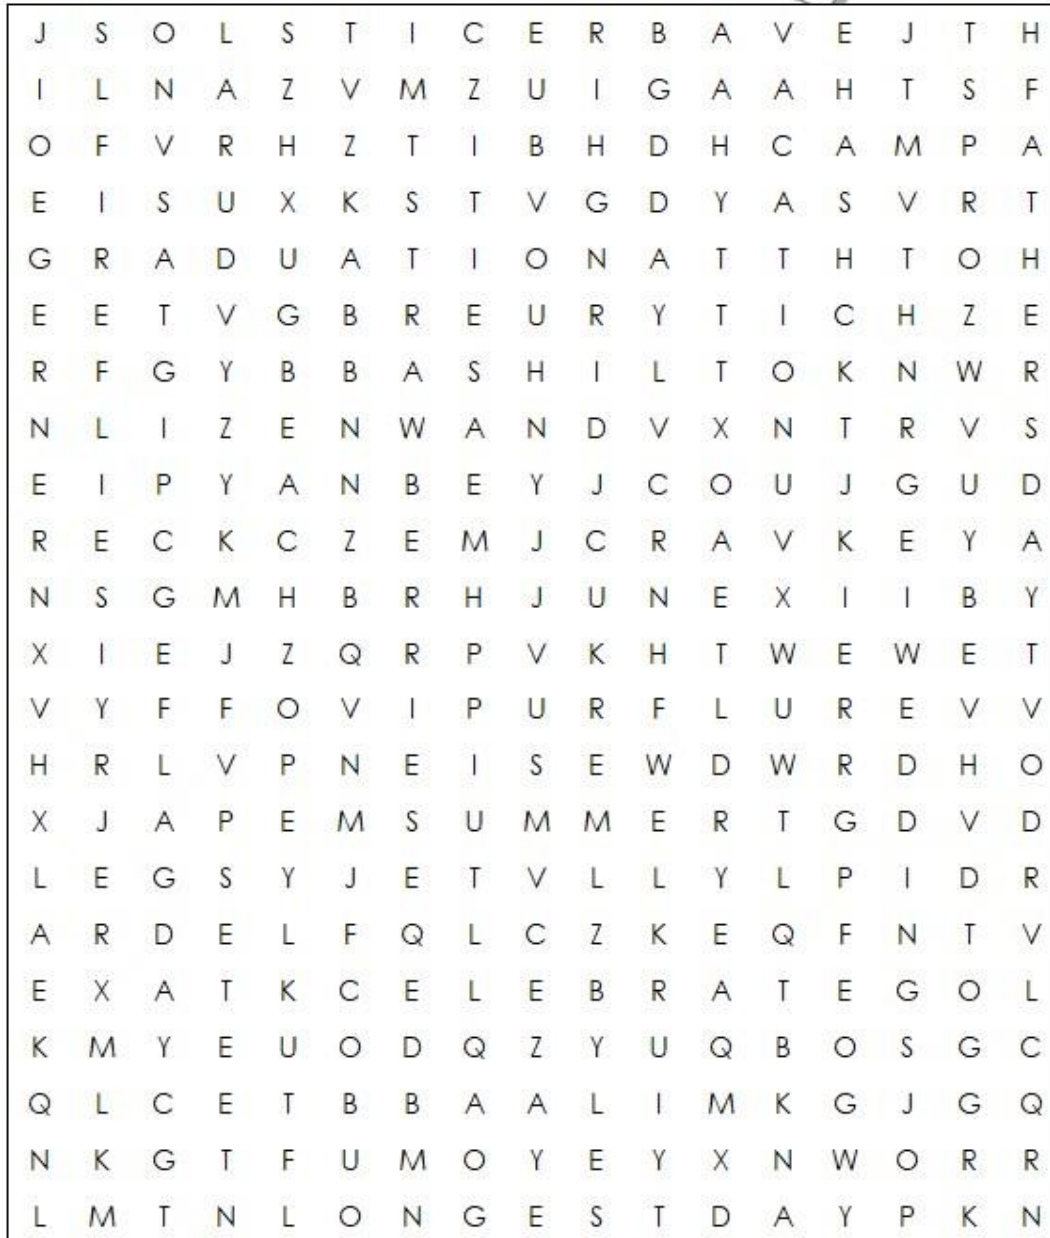 J S O L S T I C E R B A V E J T H
I L N A Z V M Z U I G A A H T S F
O F V R H Z T I B H D H C A M P A
E I S U X K S T V G D Y A S V R T
G R A D U A T I O N A T T H T O H
E E T V G B R E U R Y T I C H Z E
R F G Y B B A S H I L T O K N W R
N L I Z E N W A N D V X N T R V S
E I P Y A N B E Y J C O U J G U D
R E C K C Z E M J C R A V K E Y A
N S G M H B R H J U N E X I I B Y
X I E J Z Q R P V K H T W E W E T
V Y F F O V I P U R F L U R E V V
H R L V P N E I S E W D W R D H O
X J A P E M S U M M E R T G D V D
L E G S Y J E T V L L Y L P I D R
A R D E L F Q L C Z K E Q F N T V
E X A T K C E L E B R A T E G O L
K M Y E U O D Q Z Y U Q B O S G C
Q L C E T B B A A L I M K G J G Q
N K G T F U M O Y E Y X N W O R R
L M T N L O N G E S T D A Y P K N